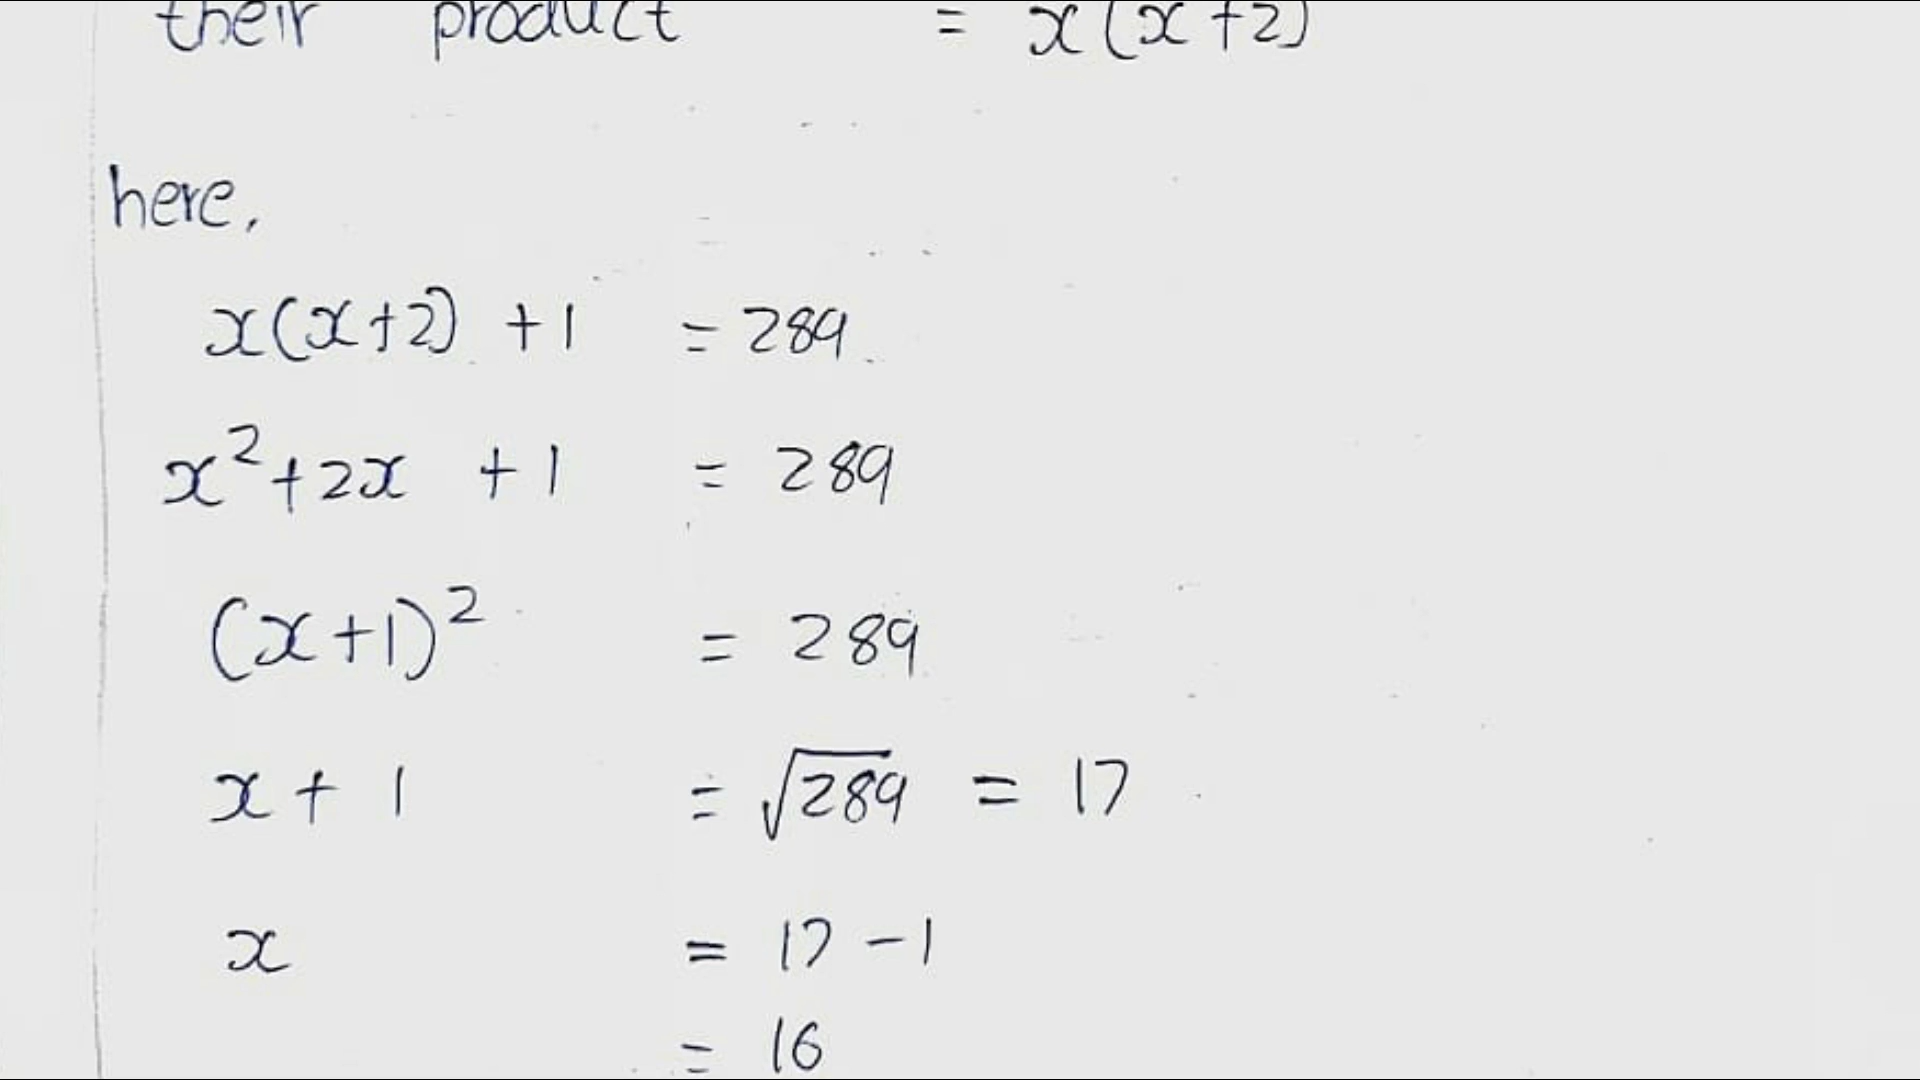 their product = x(x+2)
here,
x(x+2) +1 = 289
x²+2x +1 = 289
(x+1)² = 289
x + 1 = √289 = 17
x = 17 - 1
= 16